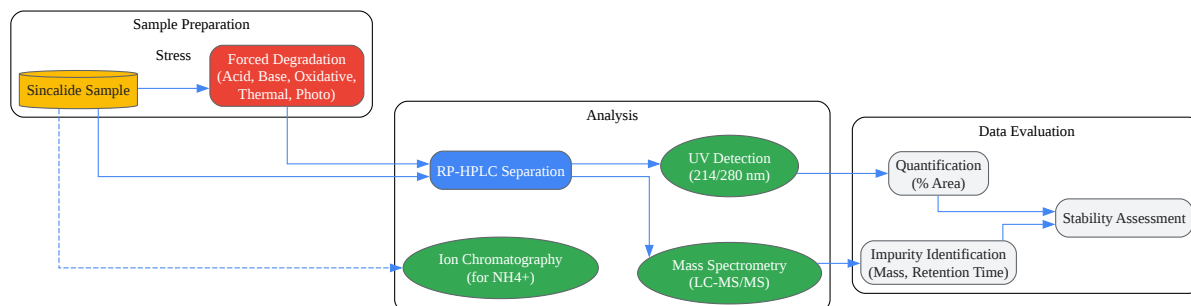 Sample Preparation
Stress
Sincalide Sample
Forced Degradation
(Acid, Base, Oxidative,
Thermal, Photo)
Analysis
RP-HPLC Separation
UV Detection
(214/280 nm)
Ion Chromatography
(for NH4+)
Mass Spectrometry
(LC-MS/MS)
Data Evaluation
Quantification
(% Area)
Impurity Identification
(Mass, Retention Time)
Stability Assessment